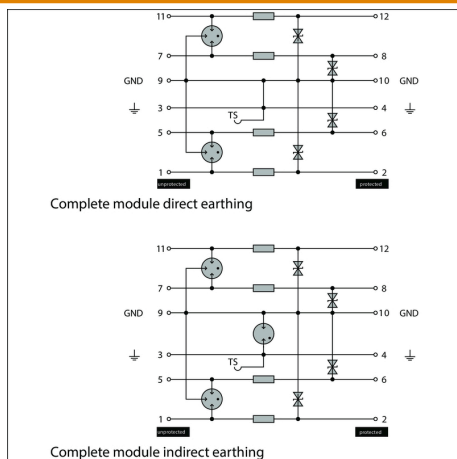 11 12
7 8
GND 9 10 GND
3 4
TS
5 6
1 2
unprotected protected
Complete module direct earthing
11 12
7 8
GND 9 10 GND
3 4
TS
5 6
1 2
unprotected protected
Complete module indirect earthing